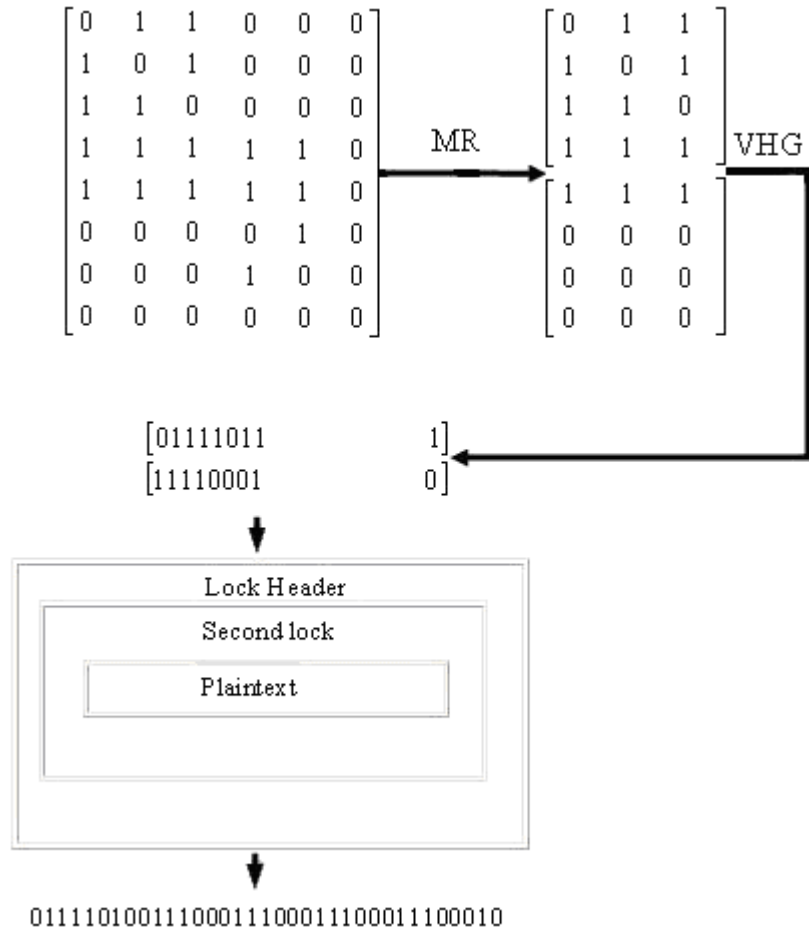 0 1 1 0 0 0 0 1 1
1 0 1 0 0 0 1 0 1
1 1 0 0 0 0 1 1 0
1 1 1 1 1 0 MR 1 1 1 VHG
1 1 1 1 1 0 1 1 1
0 0 0 0 1 0 0 0 0
0 0 0 1 0 0 0 0 0
0 0 0 0 0 0 0 0 0
[01111011 1]
[11110001 0]
Lock Header
Second lock
Plaintext
0111101001110001110001110001110001​0